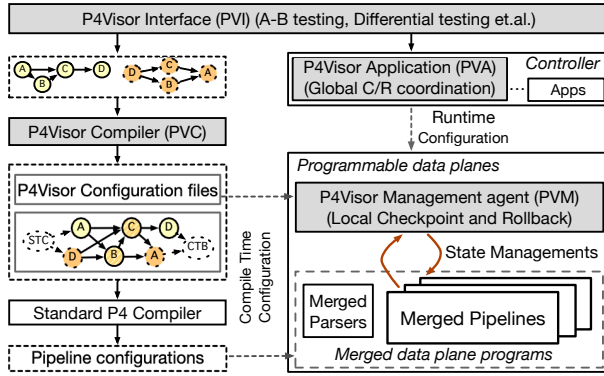 P4Visor Interface (PVI) (A-B testing, Differential testing et.al.)
A
B
C
D
D
C
B
A
P4Visor Compiler (PVC)
P4Visor Configuration files
STC
A
D
C
B
D
A
CTB
Standard P4 Compiler
Pipeline configurations
Compile Time
Configuration
P4Visor Application (PVA)
(Global C/R coordination)
Controller
...
Apps
Runtime
Configuration
Programmable data planes
P4Visor Management agent (PVM)
(Local Checkpoint and Rollback)
State Managements
Merged
Parsers
Merged Pipelines
Merged data plane programs